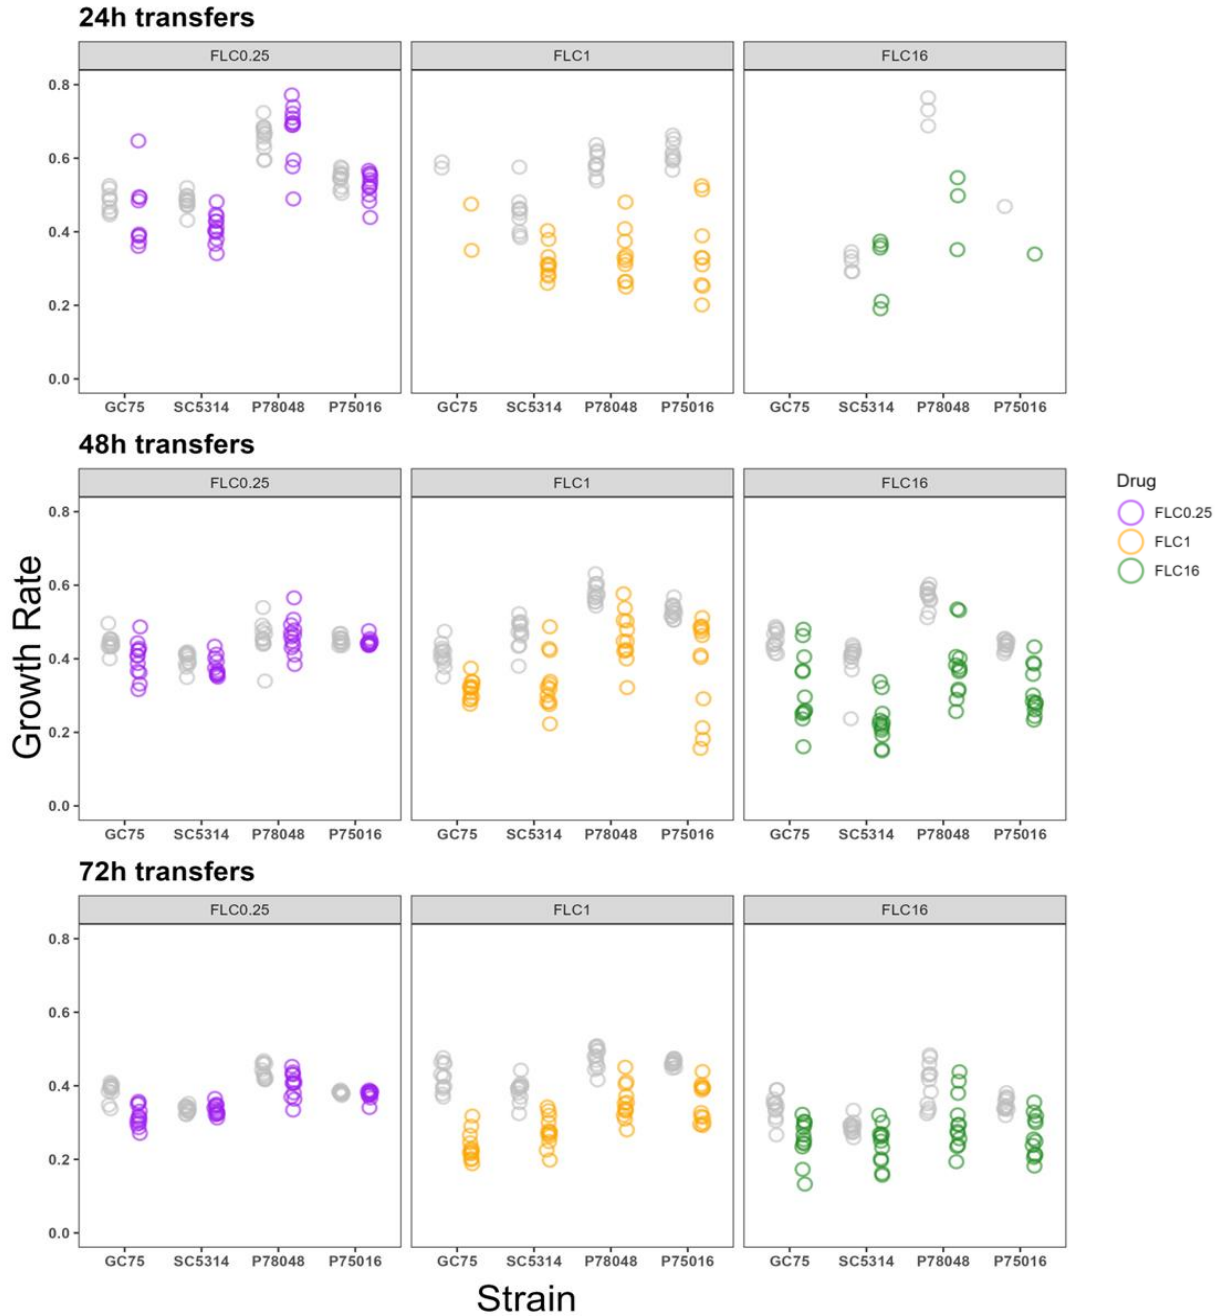 24h transfers
FLC0.25 FLC1 FLC16
0.8
0.6
0.4
0.2
0.0
GC75 SC5314 P78048 P75016 GC75 SC5314 P78048 P75016 GC75 SC5314 P78048 P75016
48h transfers
FLC0.25 FLC1 FLC16
0.8
0.6
0.4
0.2
0.0
GC75 SC5314 P78048 P75016 GC75 SC5314 P78048 P75016 GC75 SC5314 P78048 P75016
Growth Rate
Drug
FLC0.25
FLC1
FLC16
72h transfers
FLC0.25 FLC1 FLC16
0.8
0.6
0.4
0.2
0.0
GC75 SC5314 P78048 P75016 GC75 SC5314 P78048 P75016 GC75 SC5314 P78048 P75016
Strain